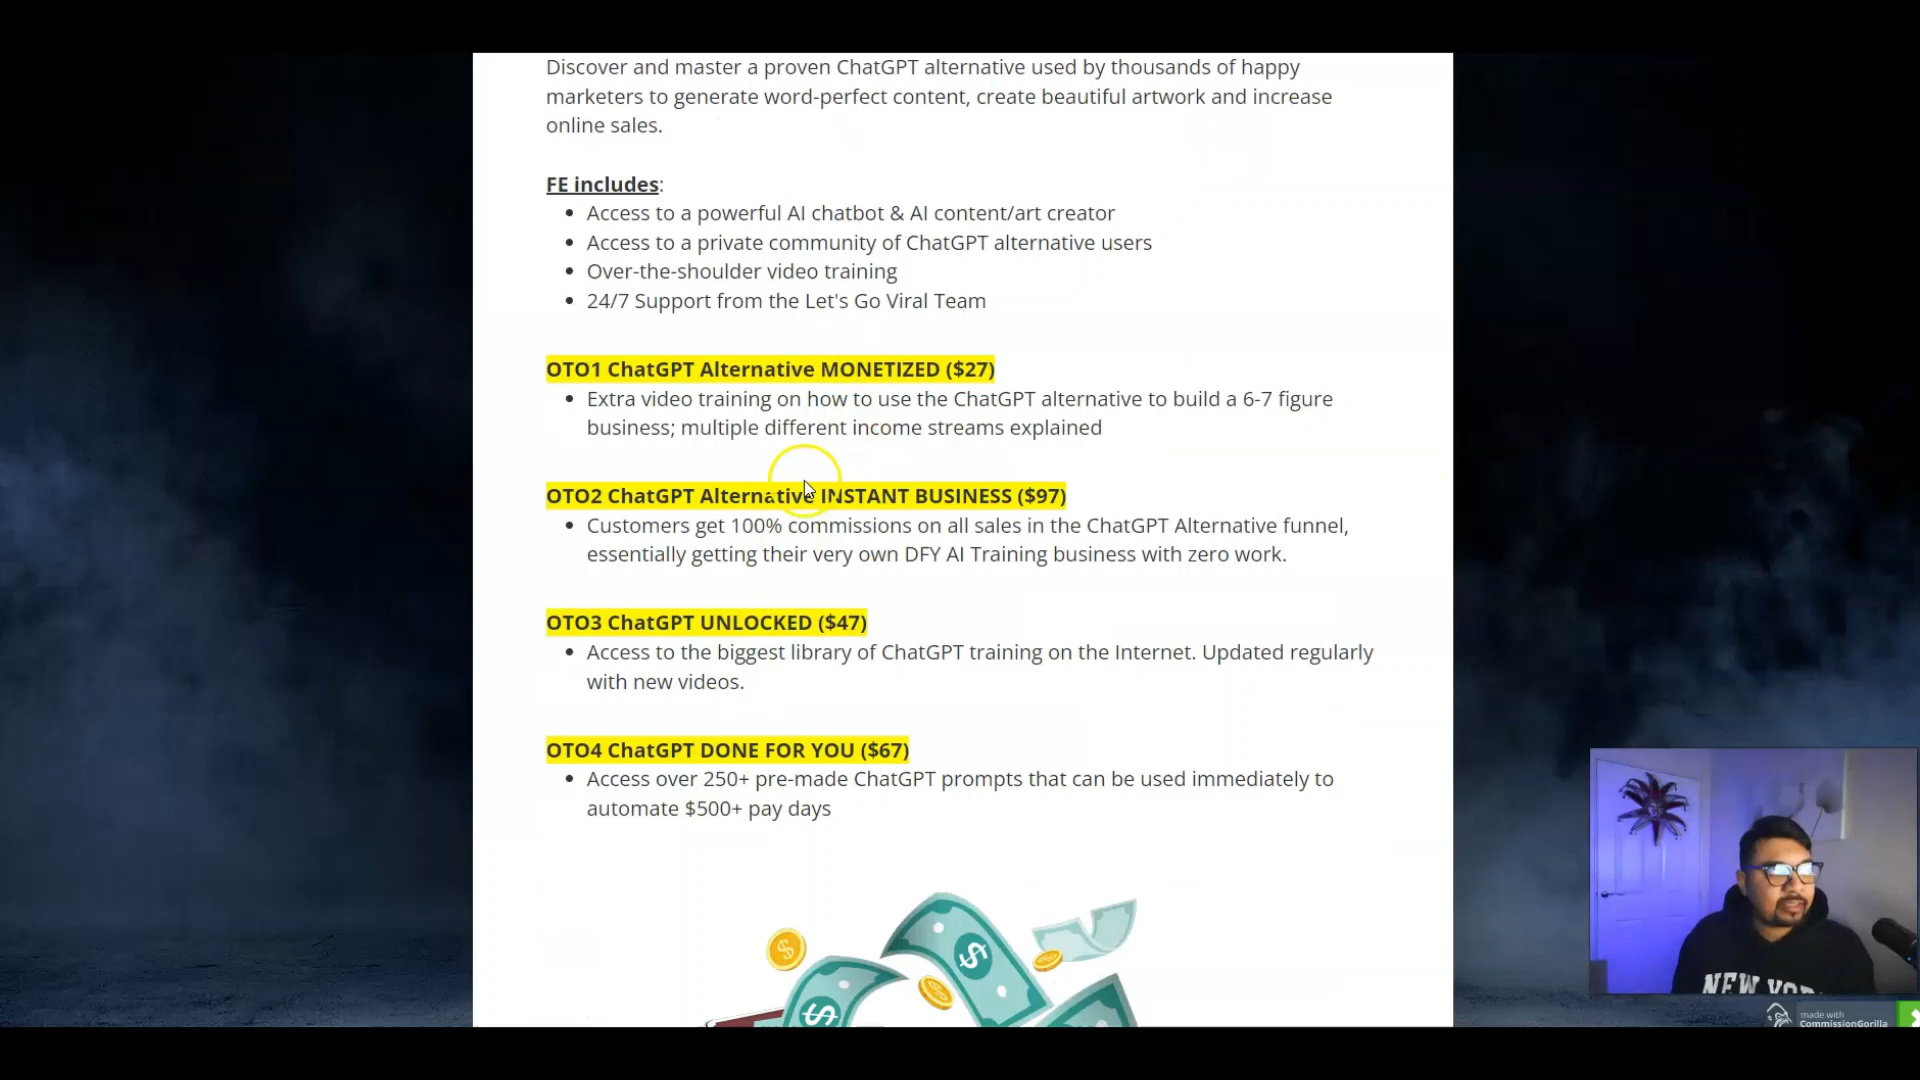 Discover and master a proven ChatGPT alternative used by thousands of happy
marketers to generate word-perfect content, create beautiful artwork and increase
online sales.
FE includes:
• Access to a powerful AI chatbot & AI content/art creator
• Access to a private community of ChatGPT alternative users
• Over-the-shoulder video training
• 24/7 Support from the Let's Go Viral Team
OTO1 ChatGPT Alternative MONETIZED ($27)
• Extra video training on how to use the ChatGPT alternative to build a 6-7 figure
business; multiple different income streams explained
OTO2 ChatGPT Alternative INSTANT BUSINESS ($97)
• Customers get 100% commissions on all sales in the ChatGPT Alternative funnel,
essentially getting their very own DFY AI Training business with zero work.
OTO3 ChatGPT UNLOCKED ($47)
• Access to the biggest library of ChatGPT training on the Internet. Updated regularly
with new videos.
OTO4 ChatGPT DONE FOR YOU ($67)
• Access over 250+ pre-made ChatGPT prompts that can be used immediately to
automate $500+ pay days
$
$
$
NEW YOR
made with
CommissionGorilla